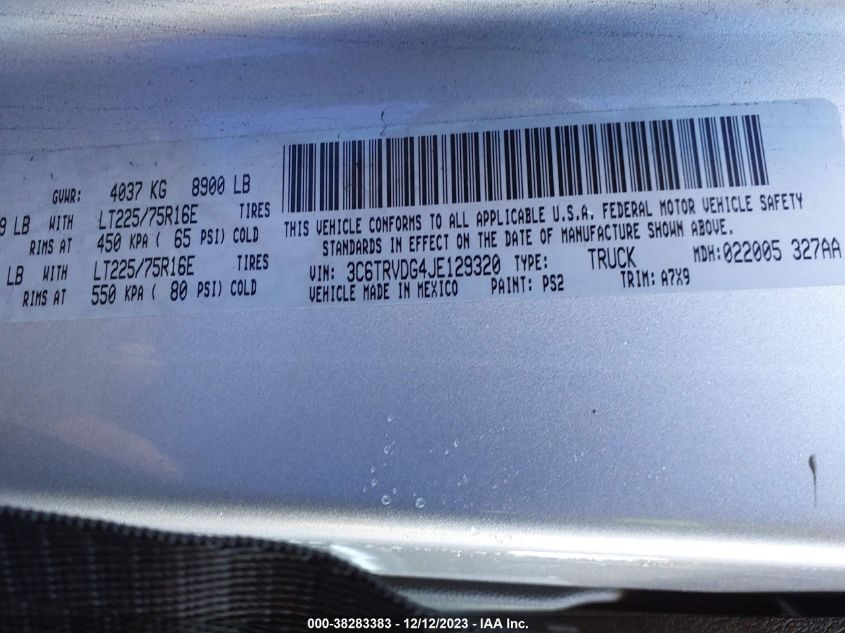 GVWR: 4037 KG 8900 LB
9 LB WITH LT225/75R16E TIRES
RIMS AT 450 KPA ( 65 PSI) COLD
LB WITH LT225/75R16E TIRES
RIMS AT 550 KPA ( 80 PSI) COLD
THIS VEHICLE CONFORMS TO ALL APPLICABLE U.S.A. FEDERAL MOTOR VEHICLE SAFETY
STANDARDS IN EFFECT ON THE DATE OF MANUFACTURE SHOWN ABOVE.
VIN: 3C6TRVDG4JE129320 TYPE: TRUCK MDH:022005 327AA
VEHICLE MADE IN MEXICO PAINT: PS2 TRIM: A7X9
000-38283383 - 12/12/2023 - IAA Inc.